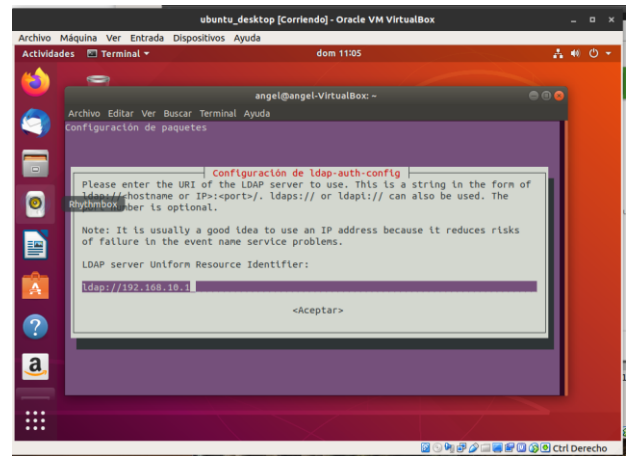 ubuntu_desktop [Corriendo] - Oracle VM VirtualBox
Archivo Máquina Ver Entrada Dispositivos Ayuda
Actividades Terminal dom 11:05
angel@angel-VirtualBox: ~
Archivo Editar Ver Buscar Terminal Ayuda
Configuración de paquetes
Configuración de ldap-auth-config
Please enter the URI of the LDAP server to use. This is a string in the form of
ldap://<hostname or IP>:<port>/. ldaps:// or ldapi:// can also be used. The
Rhythmbox
number is optional.
Note: It is usually a good idea to use an IP address because it reduces risks
of failure in the event name service problems.
LDAP server Uniform Resource Identifier:
ldap://192.168.10.1
<Aceptar>
a
Ctrl Derecho